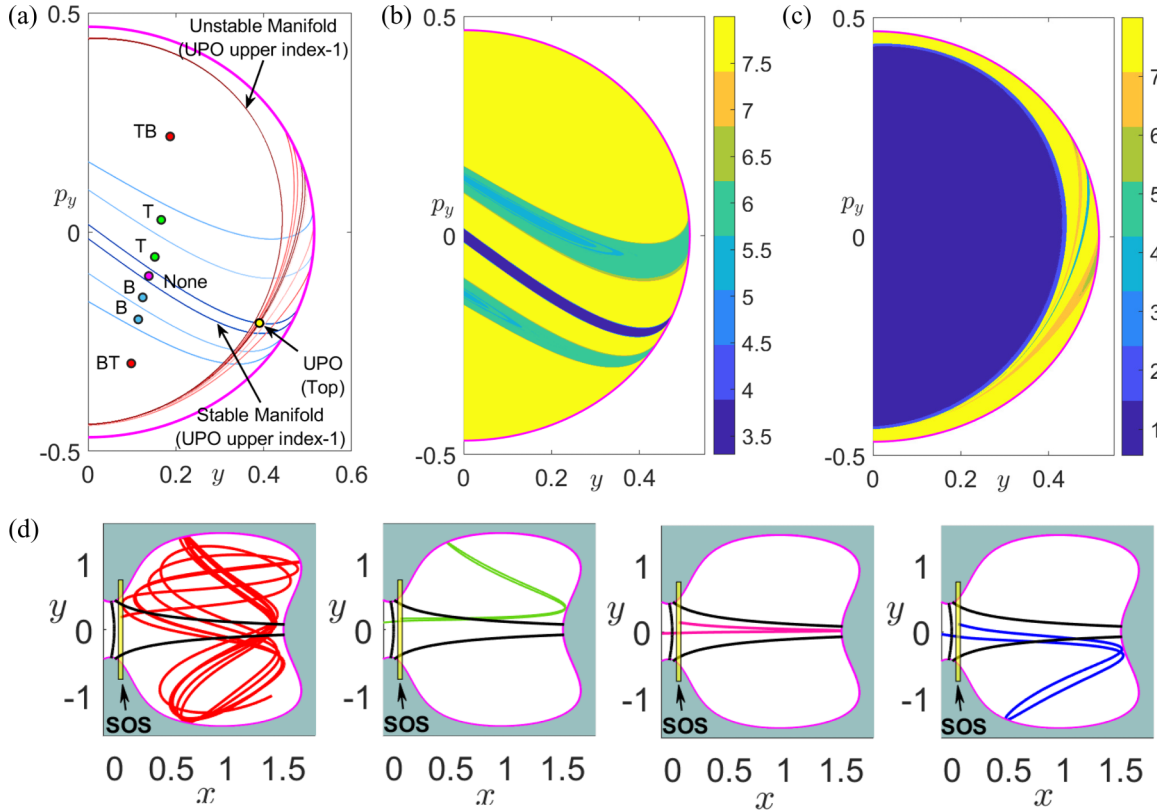 (a)
0.5
Unstable Manifold
(UPO upper index-1)
TB
T
p_y
0
T
None
B
B
BT
UPO
(Top)
Stable Manifold
(UPO upper index-1)
-0.5
0 0.2 y 0.4 0.6
(b)
0.5
p_y
0
-0.5
0 0.2 y 0.4
7.5
7
6.5
6
5.5
5
4.5
4
3.5
(c)
0.5
p_y
0
-0.5
0 0.2 y 0.4
7
6
5
4
3
2
1
(d)
1
y 0
-1
SOS
0 0.5 1 1.5
x
1
y 0
-1
SOS
0 0.5 1 1.5
x
1
y 0
-1
SOS
0 0.5 1 1.5
x
1
y 0
-1
SOS
0 0.5 1 1.5
x